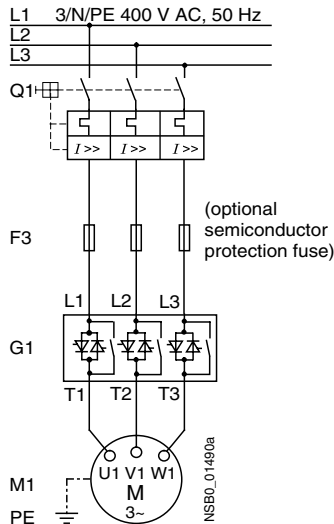 L1 3/N/PE 400 V AC, 50 Hz
L2
L3
Q1
I >> I >> I >>
F3
(optional
semiconductor
protection fuse)
L1 L2 L3
G1
T1 T2 T3
U1 V1 W1
M
3~
M1
PE
NSB0_01490a